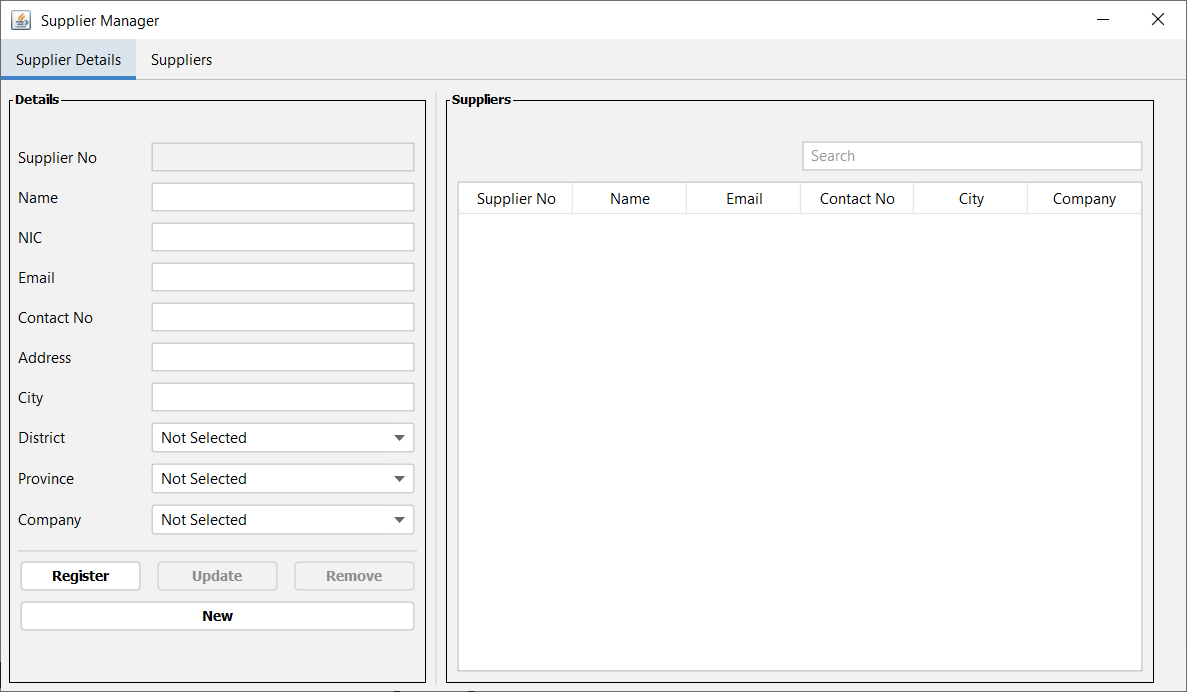 Supplier Manager
Supplier Details Suppliers
Details
Supplier No
Name
NIC
Email
Contact No
Address
City
District Not Selected
Province Not Selected
Company Not Selected
Register Update Remove
New
Suppliers
Search
Supplier No Name Email Contact No City Company